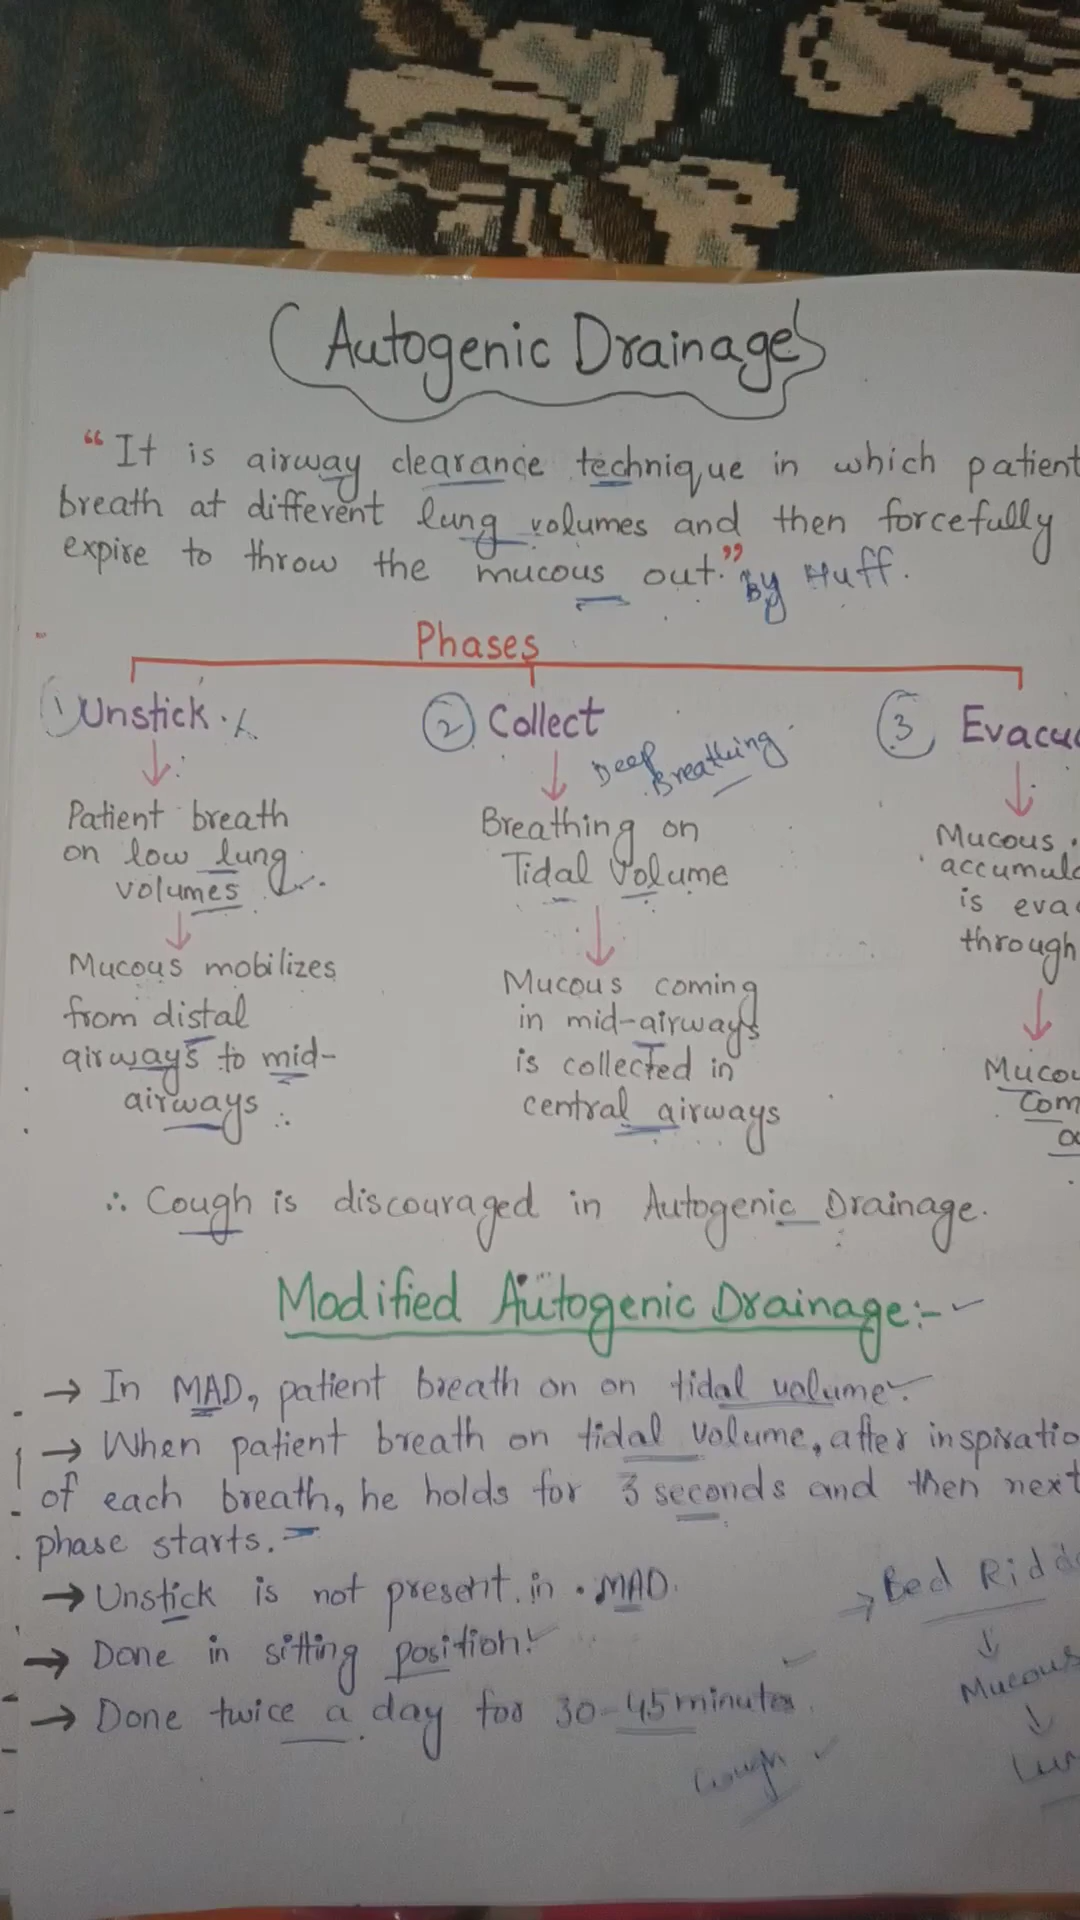 Autogenic Drainage
"It is airway clearance technique in which patient
breath at different lung volumes and then forcefully
expire to throw the mucous out." By Huff.
Phases
1 Unstick
2 Collect
3 Evacu
Deep
Breathing
Patient breath
on low lung
volumes
Mucous mobilizes
from distal
airways to mid-
airways
Breathing on
Tidal Volume
Mucous coming
in mid-airways
is collected in
central airways
Mucous
accumula
is eva
through
Mucou
com
∴ Cough is discouraged in Autogenic Drainage.
Modified Autogenic Drainage:-
→ In MAD, patient breath on on tidal volume.
→ When patient breath on tidal volume, after inspiratio
of each breath, he holds for 3 seconds and then next
phase starts.
→ Unstick is not present in MAD.
→ Done in sitting position.
→ Done twice a day for 30-45 minutes.
→ Bed Ridd
↓
Mucous
↓
Lun
Cough